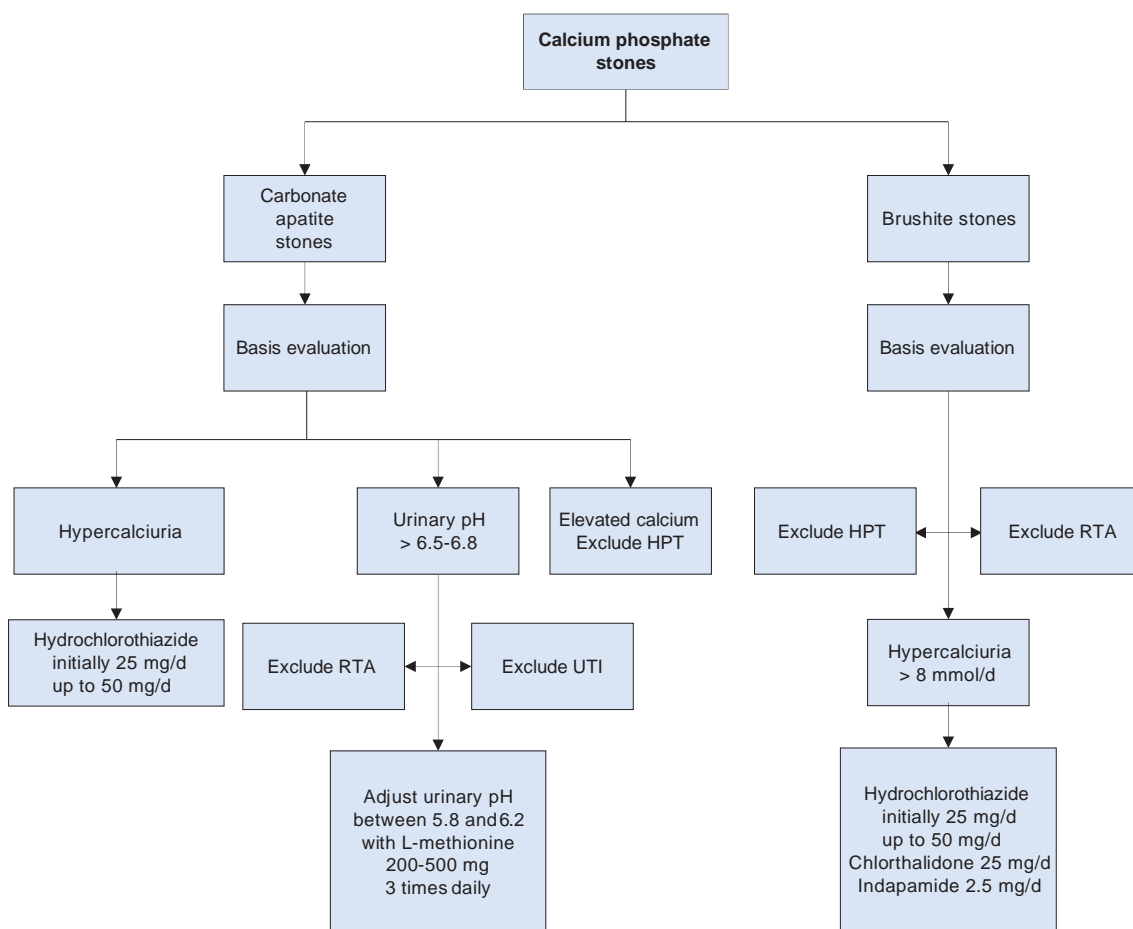 Calcium phosphate
stones
Carbonate
apatite
stones
Brushite stones
Basis evaluation
Basis evaluation
Hypercalciuria
Urinary pH
> 6.5-6.8
Elevated calcium
Exclude HPT
Exclude HPT
Exclude RTA
Hydrochlorothiazide
initially 25 mg/d
up to 50 mg/d
Exclude RTA
Exclude UTI
Hypercalciuria
> 8 mmol/d
Adjust urinary pH
between 5.8 and 6.2
with L-methionine
200-500 mg
3 times daily
Hydrochlorothiazide
initially 25 mg/d
up to 50 mg/d
Chlorthalidone 25 mg/d
Indapamide 2.5 mg/d